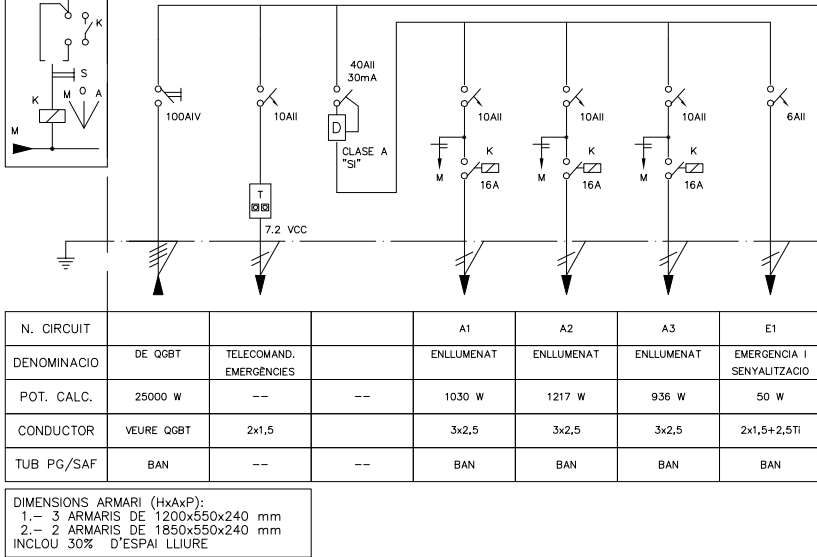 K
S
K
M O A
M
100AIV
10AII
40AII
30mA
D
CLASE A
"SI"
T
7.2 VCC
10AII
K
M
16A
10AII
K
M
16A
10AII
K
M
16A
6AII
N. CIRCUIT A1 A2 A3 E1
DENOMINACIO DE QGBT TELECOMAND. EMERGÈNCIES ENLLUMENAT ENLLUMENAT ENLLUMENAT EMERGENCIA I SENYALITZACIO
POT. CALC. 25000 W -- -- 1030 W 1217 W 936 W 50 W
CONDUCTOR VEURE QGBT 2x1,5 3x2,5 3x2,5 3x2,5 2x1,5+2,5Ti
TUB PG/SAF BAN -- -- BAN BAN BAN BAN
DIMENSIONS ARMARI (HxAxP):
1.- 3 ARMARIS DE 1200x550x240 mm
2.- 2 ARMARIS DE 1850x550x240 mm
INCLOU 30% D'ESPAI LLIURE